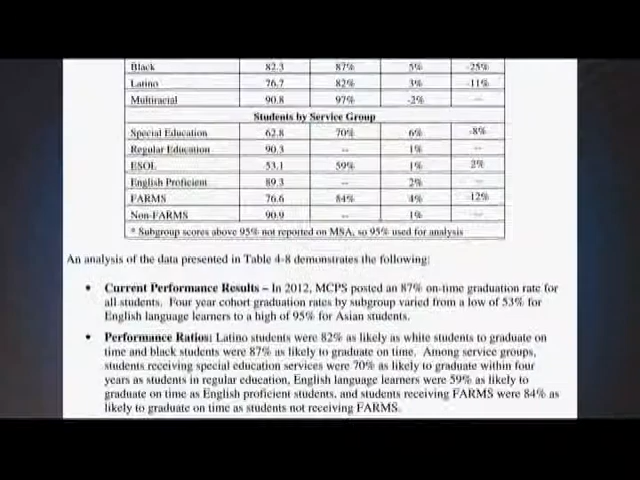 Black 82.3 87% 5% -25%
Latino 76.7 82% 3% -11%
Multiracial 90.8 97% -2% --
Students by Service Group
Special Education 62.8 70% 6% -8%
Regular Education 90.3 -- 1% --
ESOL 53.1 59% 1% 2%
English Proficient 89.3 -- 2% --
FARMS 76.6 84% 4% -12%
Non-FARMS 90.9 -- 1% --
* Subgroup scores above 95% not reported on MSA, so 95% used for analysis
An analysis of the data presented in Table 4-8 demonstrates the following:
• Current Performance Results – In 2012, MCPS posted an 87% on-time graduation rate for
all students. Four year cohort graduation rates by subgroup varied from a low of 53% for
English language learners to a high of 95% for Asian students.
• Performance Ratios: Latino students were 82% as likely as white students to graduate on
time and black students were 87% as likely to graduate on time. Among service groups,
students receiving special education services were 70% as likely to graduate within four
years as students in regular education, English language learners were 59% as likely to
graduate on time as English proficient students, and students receiving FARMS were 84% as
likely to graduate on time as students not receiving FARMS.